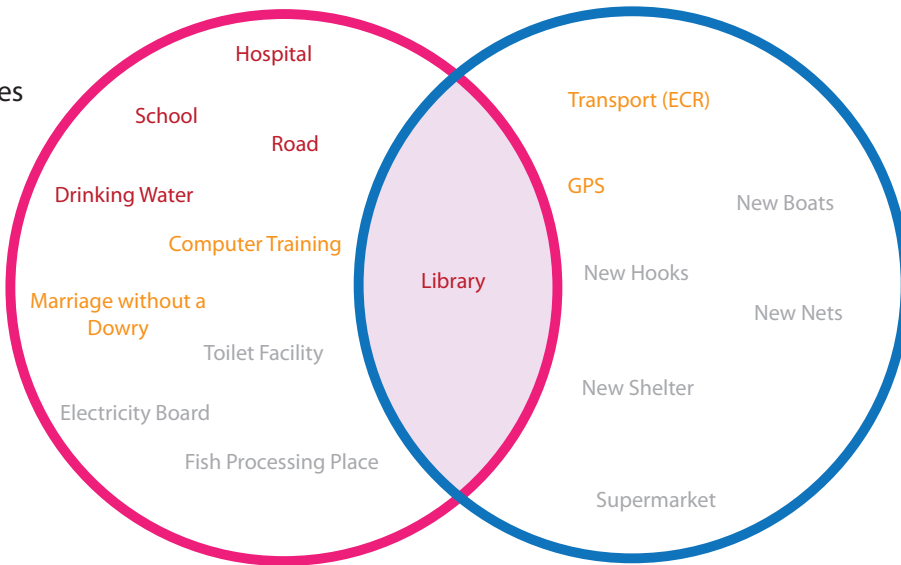 Hospital
es
School
Road
Drinking Water
Computer Training
Marriage without a
Dowry
Toilet Facility
Electricity Board
Fish Processing Place
Library
Transport (ECR)
GPS
New Boats
New Hooks
New Nets
New Shelter
Supermarket